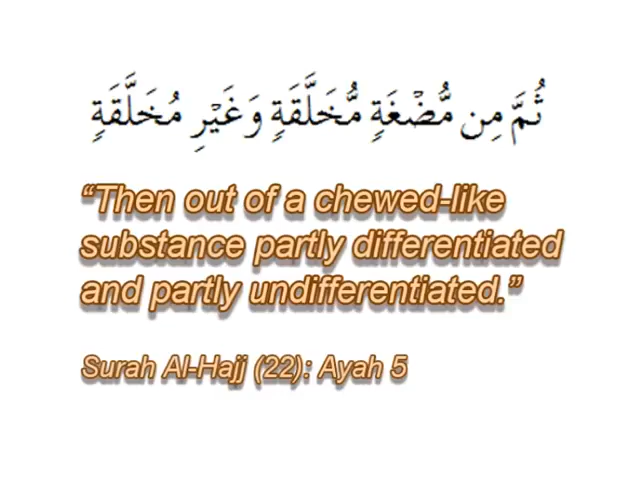 ثُمَّ مِن مُّضْغَةٍ مُّخَلَّقَةٍ وَغَيْرِ مُخَلَّقَةٍ
“Then out of a chewed-like
substance partly differentiated
and partly undifferentiated.”
Surah Al-Hajj (22): Ayah 5